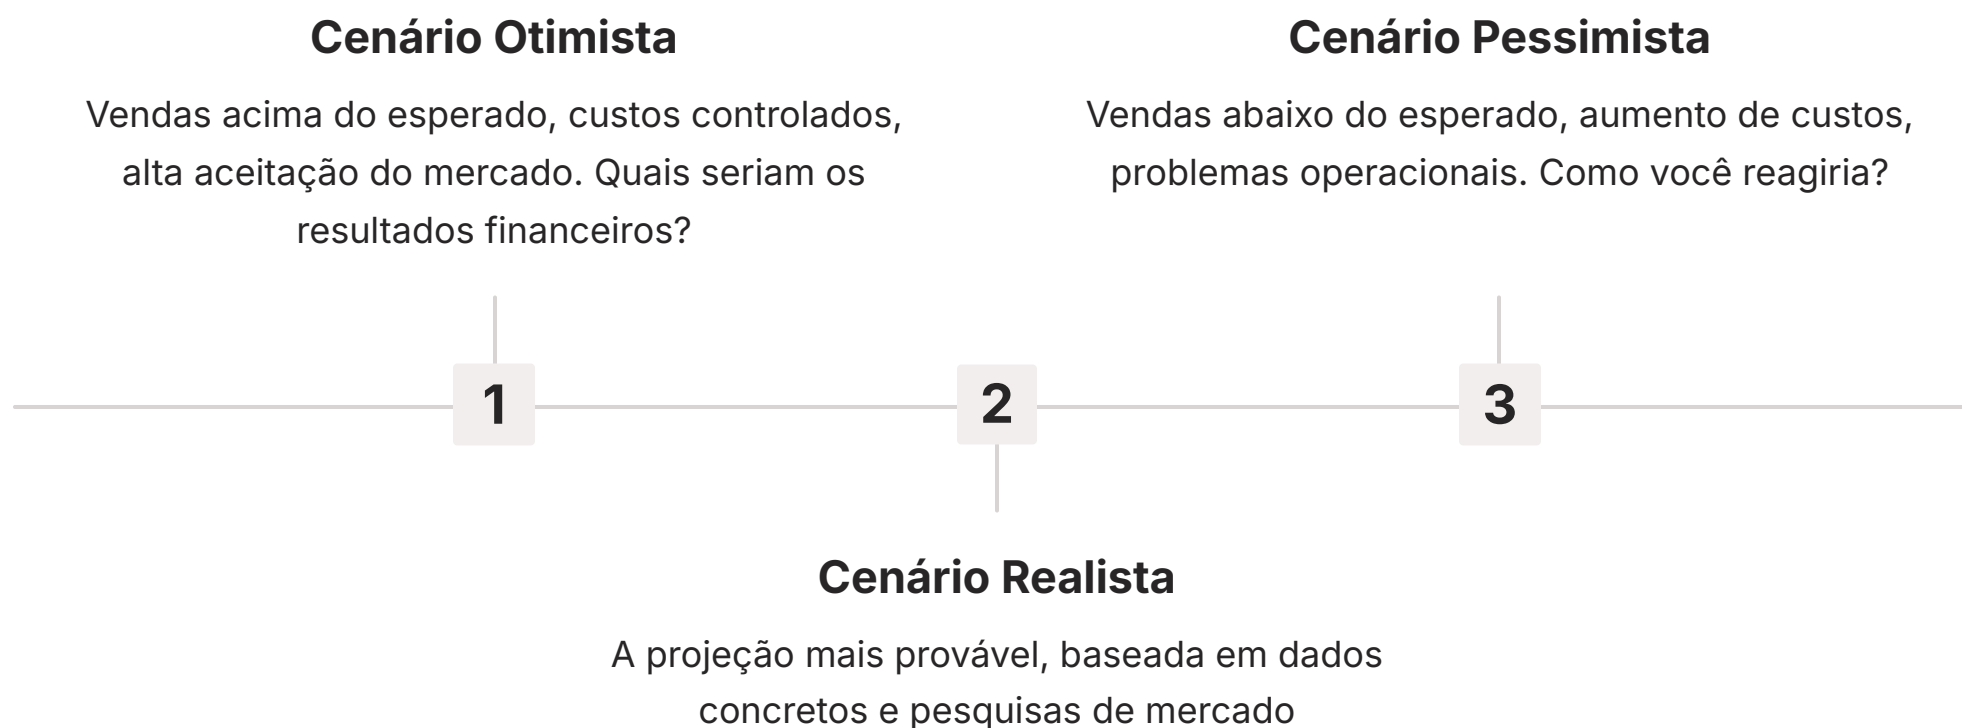 Cenário Otimista
Vendas acima do esperado, custos controlados,
alta aceitação do mercado. Quais seriam os
resultados financeiros?
Cenário Pessimista
Vendas abaixo do esperado, aumento de custos,
problemas operacionais. Como você reagiria?
1
2
3
Cenário Realista
A projeção mais provável, baseada em dados
concretos e pesquisas de mercado